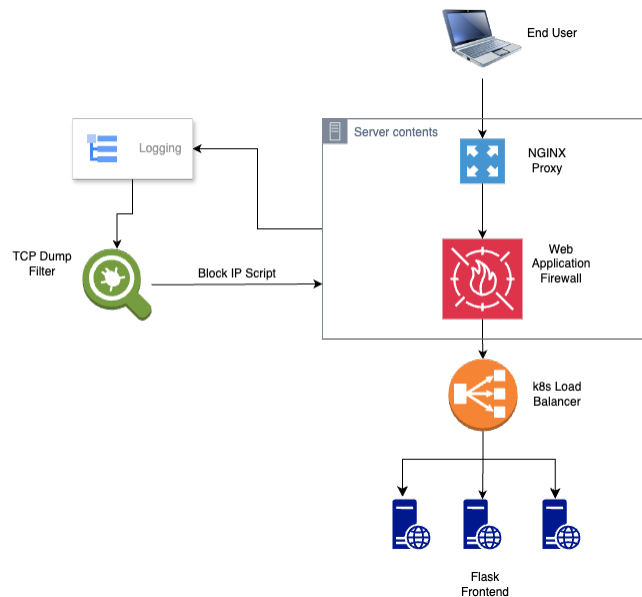 End User
Server contents
Logging
NGINX
Proxy
TCP Dump
Filter
Block IP Script
Web
Application
Firewall
k8s Load
Balancer
Flask
Frontend